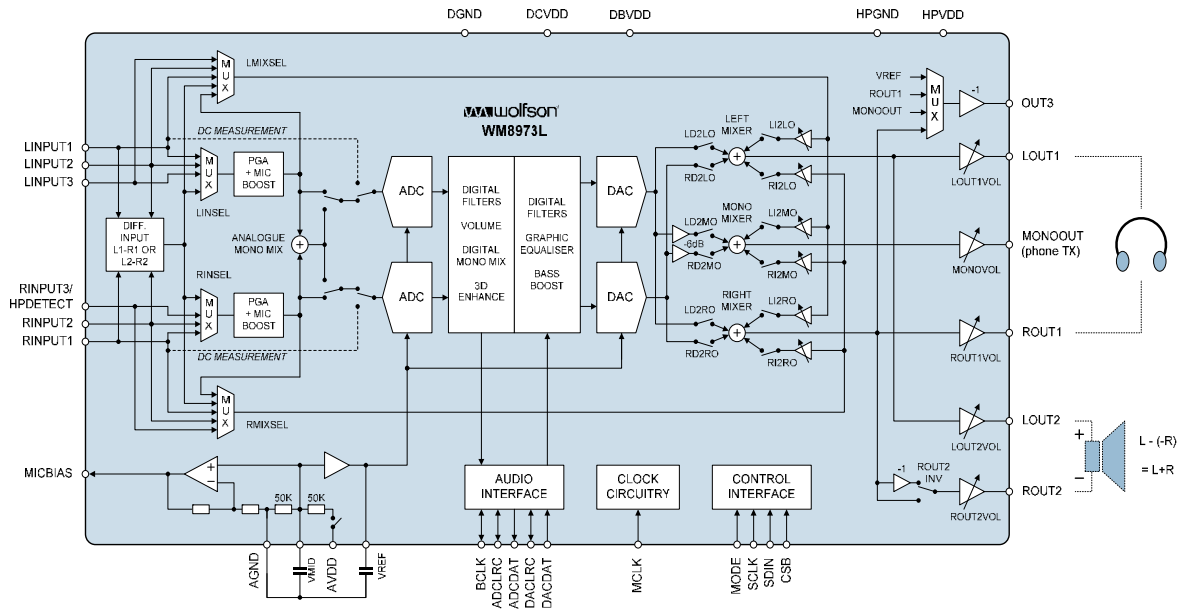 DGND
DCVDD
DBVDD
HPGND
HPVDD
MUX
LMIXSEL
VREF
ROUT1
MONOOUT
MUX
-1
OUT3
wolfson
WM8973L
DC MEASUREMENT
LINPUT1
LINPUT2
LINPUT3
MUX
LINSEL
PGA
+ MIC
BOOST
ADC
DIGITAL
FILTERS
VOLUME
DIGITAL
MONO MIX
3D
ENHANCE
DIGITAL
FILTERS
GRAPHIC
EQUALISER
BASS
BOOST
DAC
LD2LO
LEFT
MIXER
LI2LO
RD2LO
RI2LO
LOUT1
LOUT1VOL
DIFF.
INPUT
L1-R1 OR
L2-R2
ANALOGUE
MONO MIX
LD2MO
-6dB
RD2MO
MONO
MIXER
LI2MO
RI2MO
MONOOUT
(phone TX)
MONOVOL
RINPUT3/
HPDETECT
RINPUT2
RINPUT1
RINSEL
MUX
PGA
+ MIC
BOOST
ADC
DAC
DC MEASUREMENT
LD2RO
RIGHT
MIXER
LI2RO
RD2RO
RI2RO
ROUT1
ROUT1VOL
MUX
RMIXSEL
LOUT2
LOUT2VOL
+
−
L - (-R)
= L+R
MICBIAS
+
−
50K
50K
AUDIO
INTERFACE
CLOCK
CIRCUITRY
CONTROL
INTERFACE
-1
ROUT2
INV
ROUT2
ROUT2VOL
AGND
VMID
AVDD
VREF
BCLK
ADCLRC
ADCDAT
DACLRC
DACDAT
MCLK
MODE
SCLK
SDIN
CSB